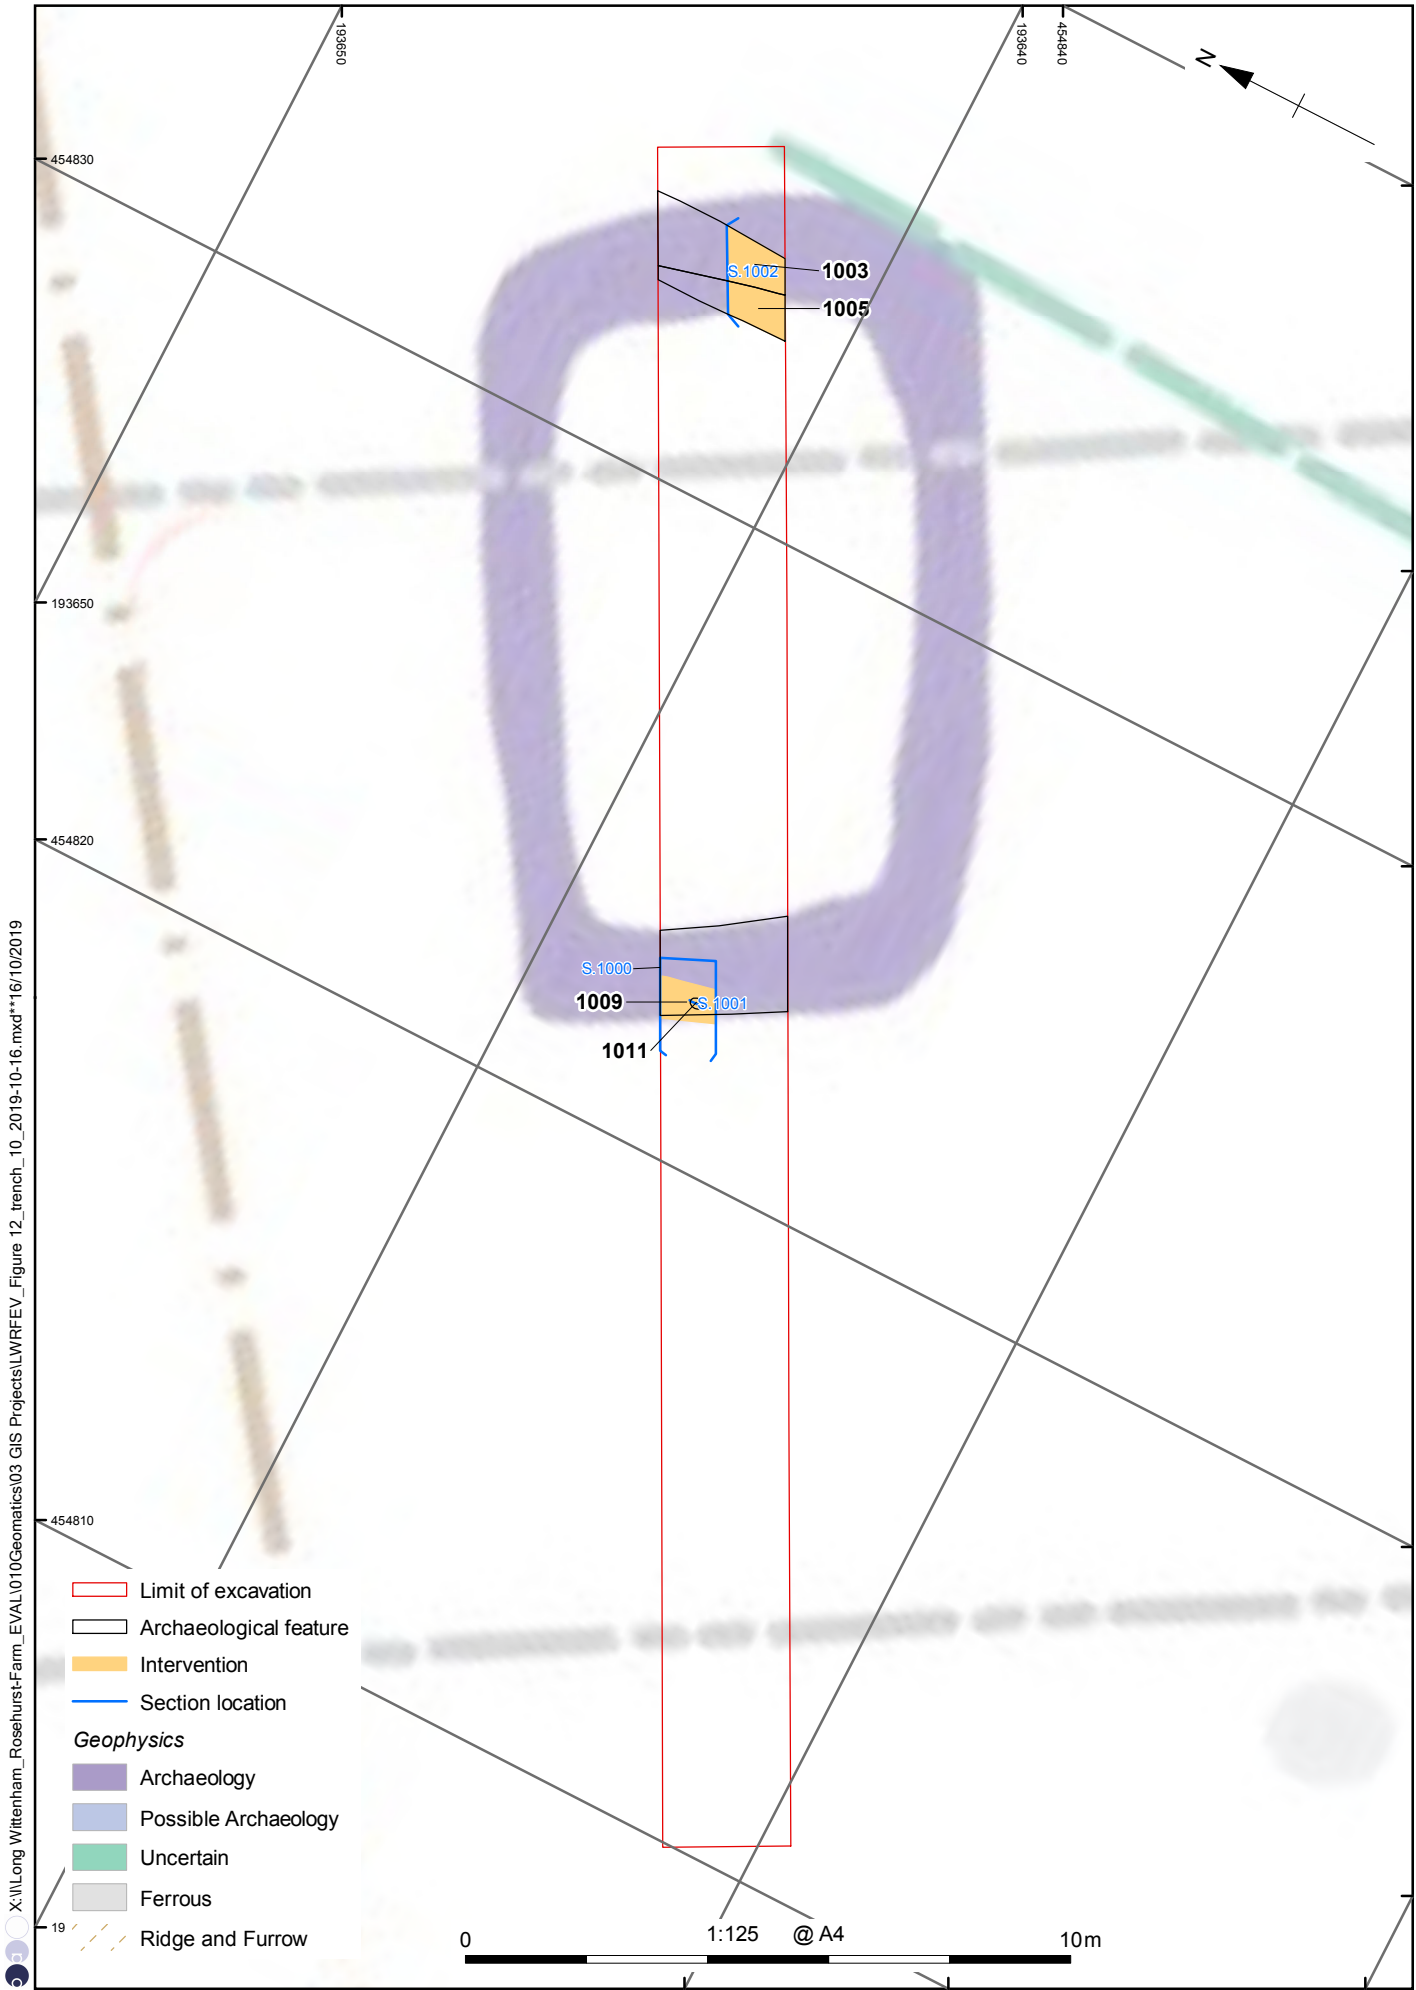 193650
193640
454840
N
454830
S.1002
1003
1005
193650
454820
S.1000
1009
S.1001
1011
454810
X:\l\Long Wittenham_Rosehurst-Farm_EVAL\010Geomatics\03 GIS Projects\LWRFEV_Figure 12_trench_10_2019-10-16.mxd**16/10/2019
Limit of excavation
Archaeological feature
Intervention
Section location
Geophysics
Archaeology
Possible Archaeology
Uncertain
Ferrous
Ridge and Furrow
19
0
1:125 @ A4
10m